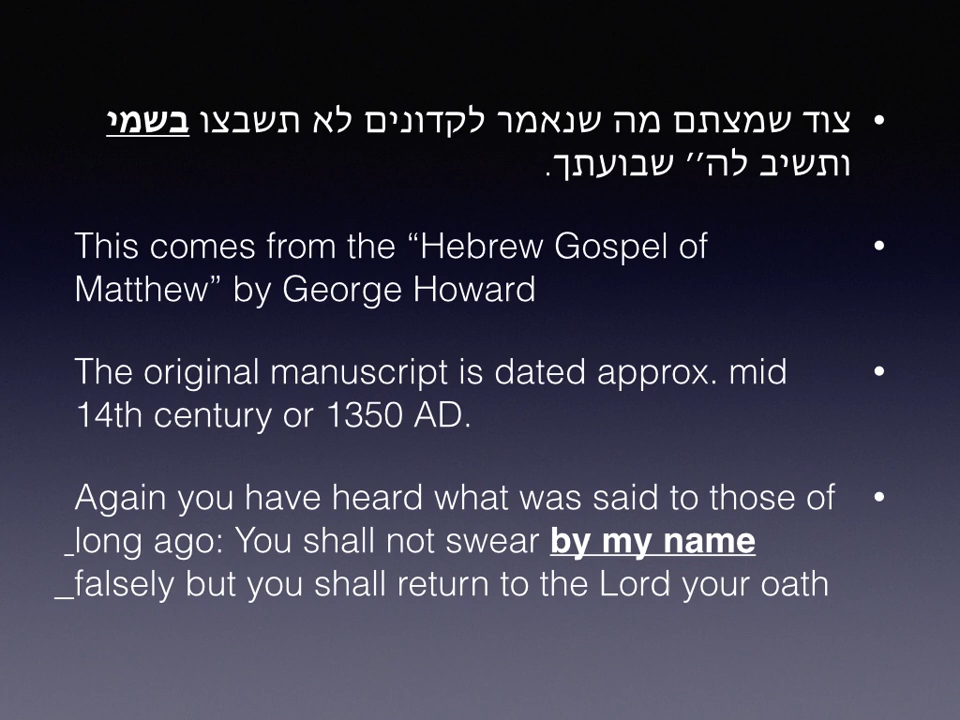 צוד שמצתם מה שנאמר לקדונים לא תשבצו בשמי
ותשיב לה׳׳ שבועתך.
This comes from the “Hebrew Gospel of
Matthew” by George Howard
The original manuscript is dated approx. mid
14th century or 1350 AD.
Again you have heard what was said to those of
_long ago: You shall not swear by my name
_falsely but you shall return to the Lord your oath